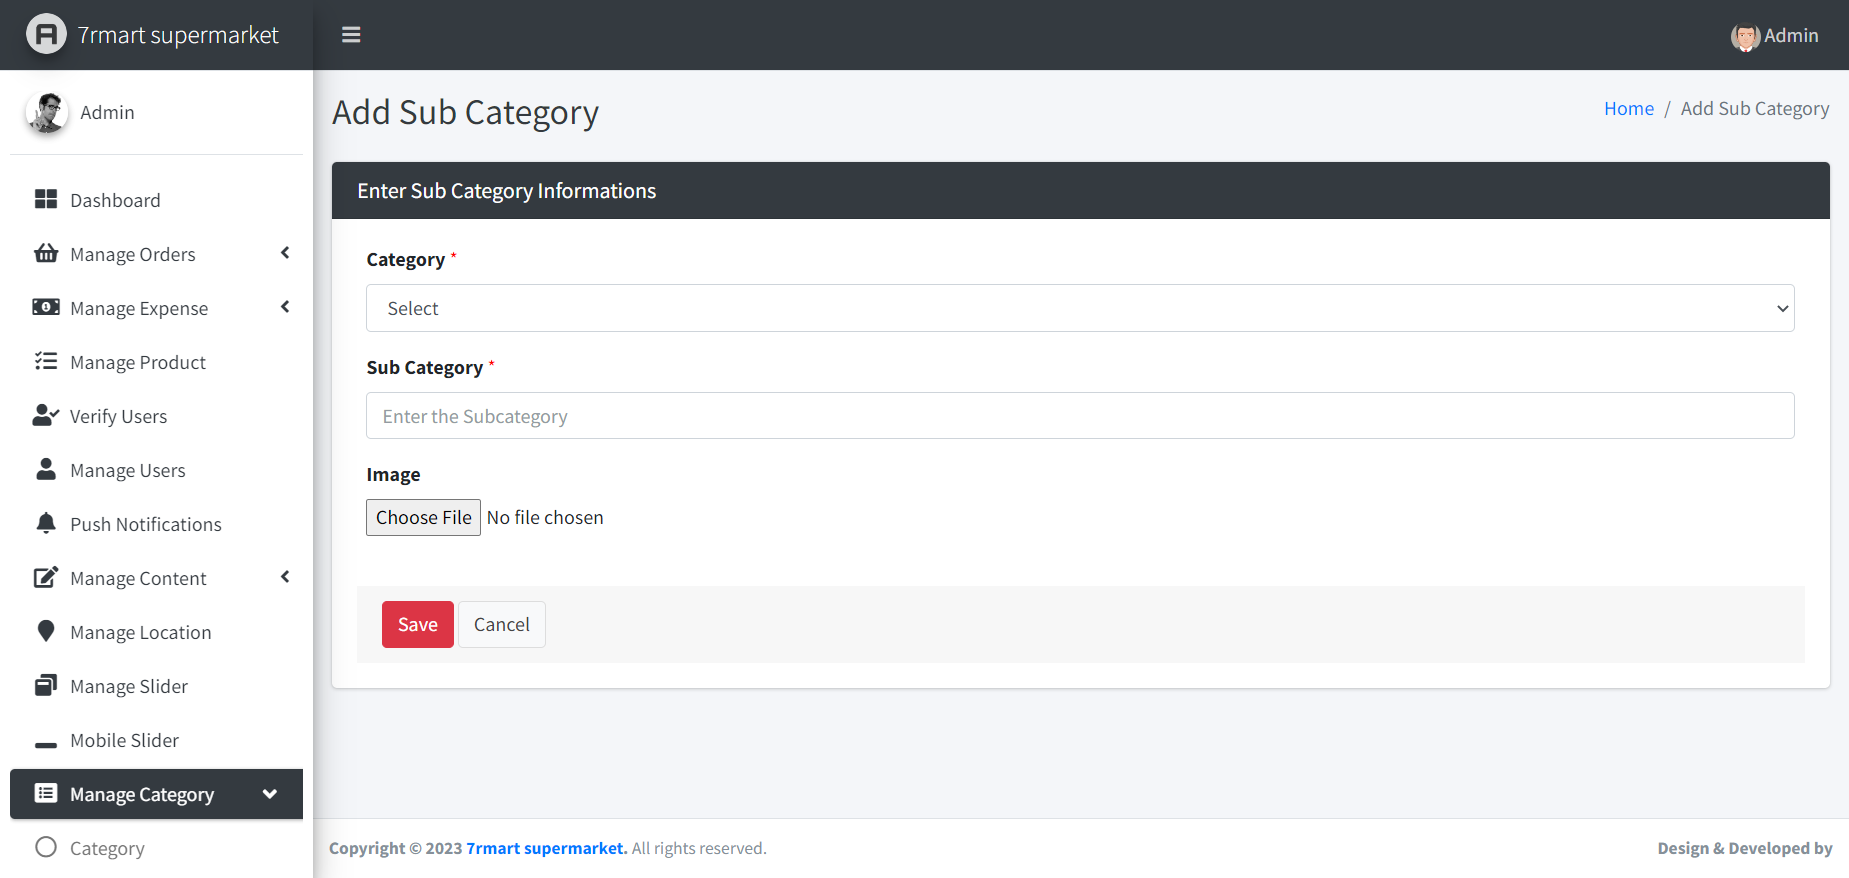 7rmart supermarket
Admin
Admin
Dashboard
Manage Orders
Manage Expense
Manage Product
Verify Users
Manage Users
Push Notifications
Manage Content
Manage Location
Manage Slider
Mobile Slider
Manage Category
Category
Add Sub Category
Home / Add Sub Category
Enter Sub Category Informations
Category *
Select
Sub Category *
Enter the Subcategory
Image
Choose File No file chosen
Save Cancel
Copyright © 2023 7rmart supermarket. All rights reserved.
Design & Developed by